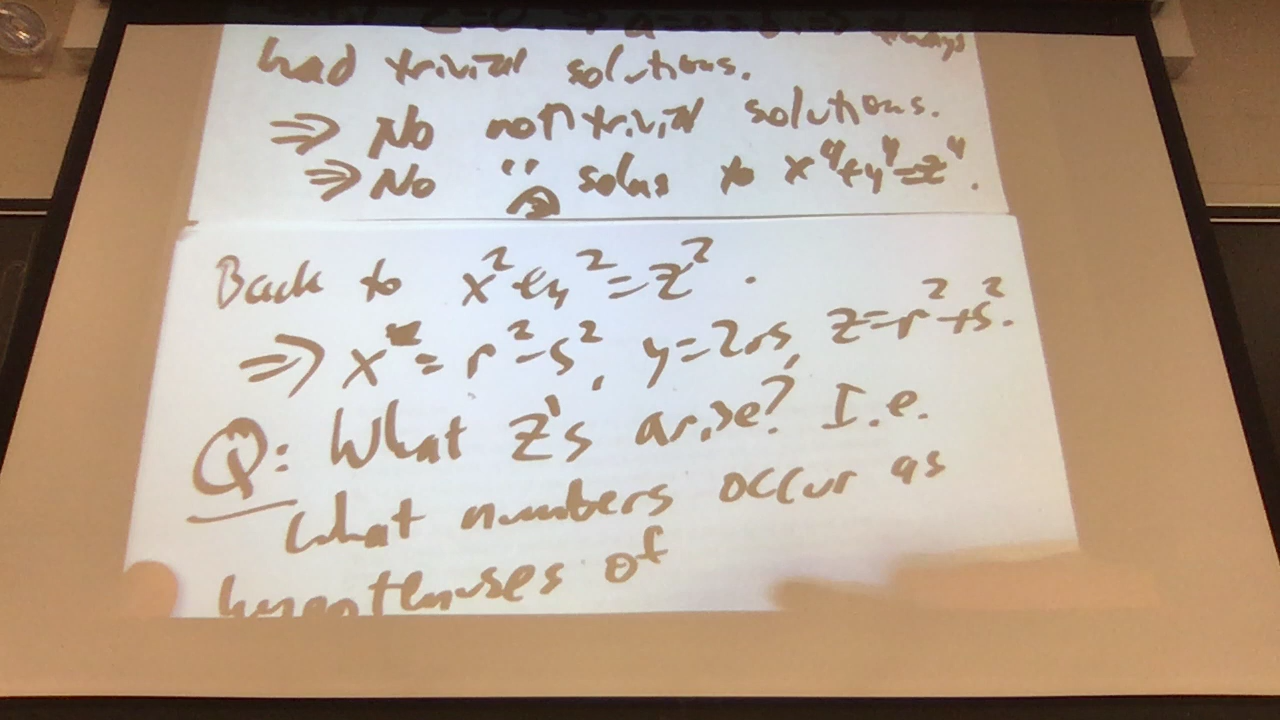 had trivial solutions.
⇒ No nontrivial solutions.
⇒ No " solns to x⁴+y⁴=z⁴.
Back to x²+y²=z².
⇒ x = r²-s², y=2rs, z=r²+s².
Q: What z's arise? I.e.
what numbers occur as
hypotenuses of